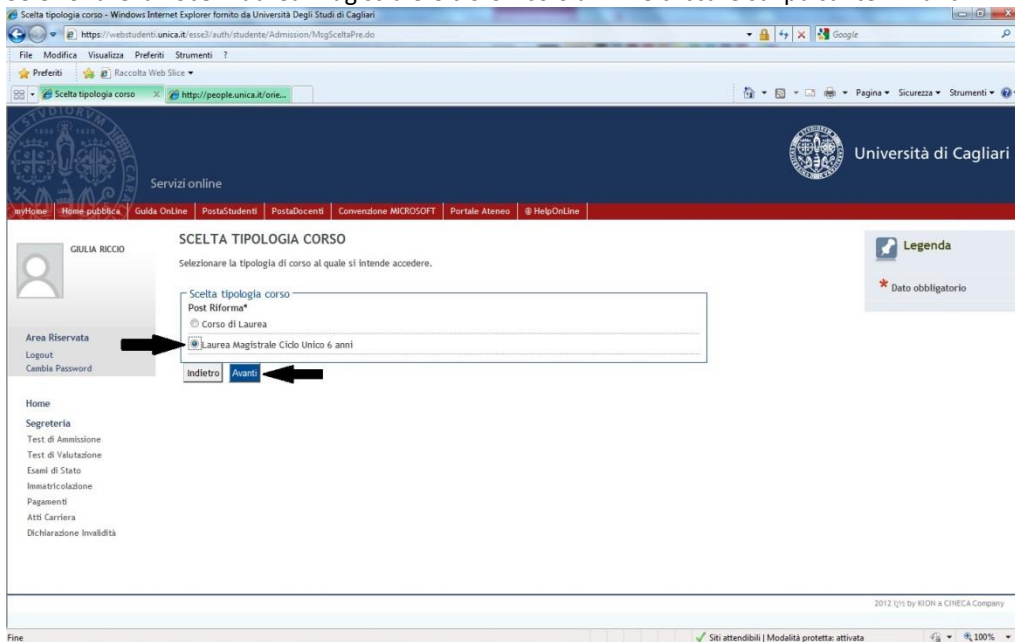 Scelta tipologia corso - Windows Internet Explorer fornito da Università Degli Studi di Cagliari
https://webstudenti.unica.it/esse3/auth/studente/Admission/MsgSceltaPre.do
Google
File Modifica Visualizza Preferiti Strumenti ?
Preferiti Raccolta Web Slice
Scelta tipologia corso http://people.unica.it/orie... Pagina Sicurezza Strumenti
STUDIORVM
Università di Cagliari
Servizi online
myHome Home pubblica Guida OnLine PostaStudenti PostaDocenti Convenzione MICROSOFT Portale Ateneo @ HelpOnLine
GIULIA RICCIO
SCELTA TIPOLOGIA CORSO
Selezionare la tipologia di corso al quale si intende accedere.
Scelta tipologia corso
Post Riforma*
Corso di Laurea
Laurea Magistrale Ciclo Unico 6 anni
Indietro Avanti
Legenda
* Dato obbligatorio
Area Riservata
Logout
Cambia Password
Home
Segreteria
Test di Ammissione
Test di Valutazione
Esami di Stato
Immatricolazione
Pagamenti
Atti Carriera
Dichiarazione Invalidità
2012 by KION a CINECA Company
Fine Siti attendibili | Modalità protetta: attivata 100%